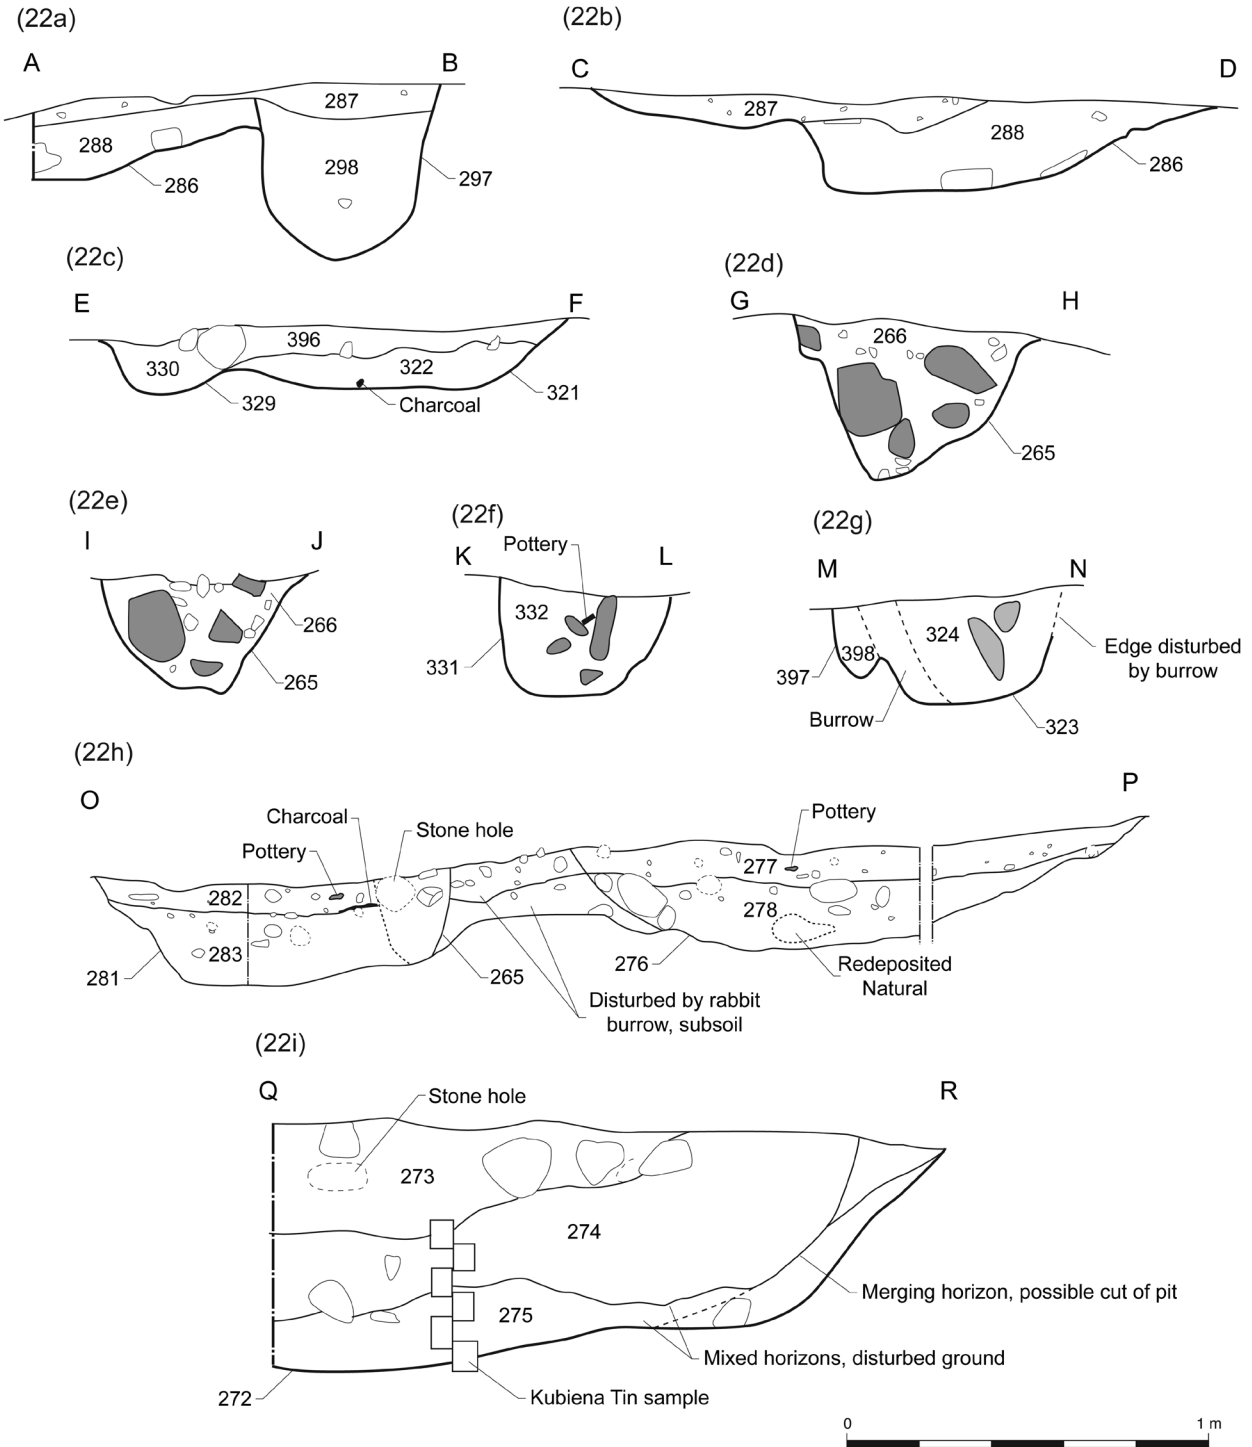 (22a)
A
B
287
288
298
286
297
(22b)
C
D
287
288
286
(22c)
E
F
396
330
322
329
321
Charcoal
(22d)
G
H
266
265
(22e)
I
J
266
265
(22f)
Pottery
K
L
332
331
(22g)
M
N
324
398
397
Edge disturbed
by burrow
Burrow
323
(22h)
O
P
Charcoal
Stone hole
Pottery
Pottery
282
277
278
283
281
265
276
Redeposited
Natural
Disturbed by rabbit
burrow, subsoil
(22i)
Q
R
Stone hole
273
274
275
Merging horizon, possible cut of pit
Mixed horizons, disturbed ground
272
Kubiena Tin sample
0
1 m